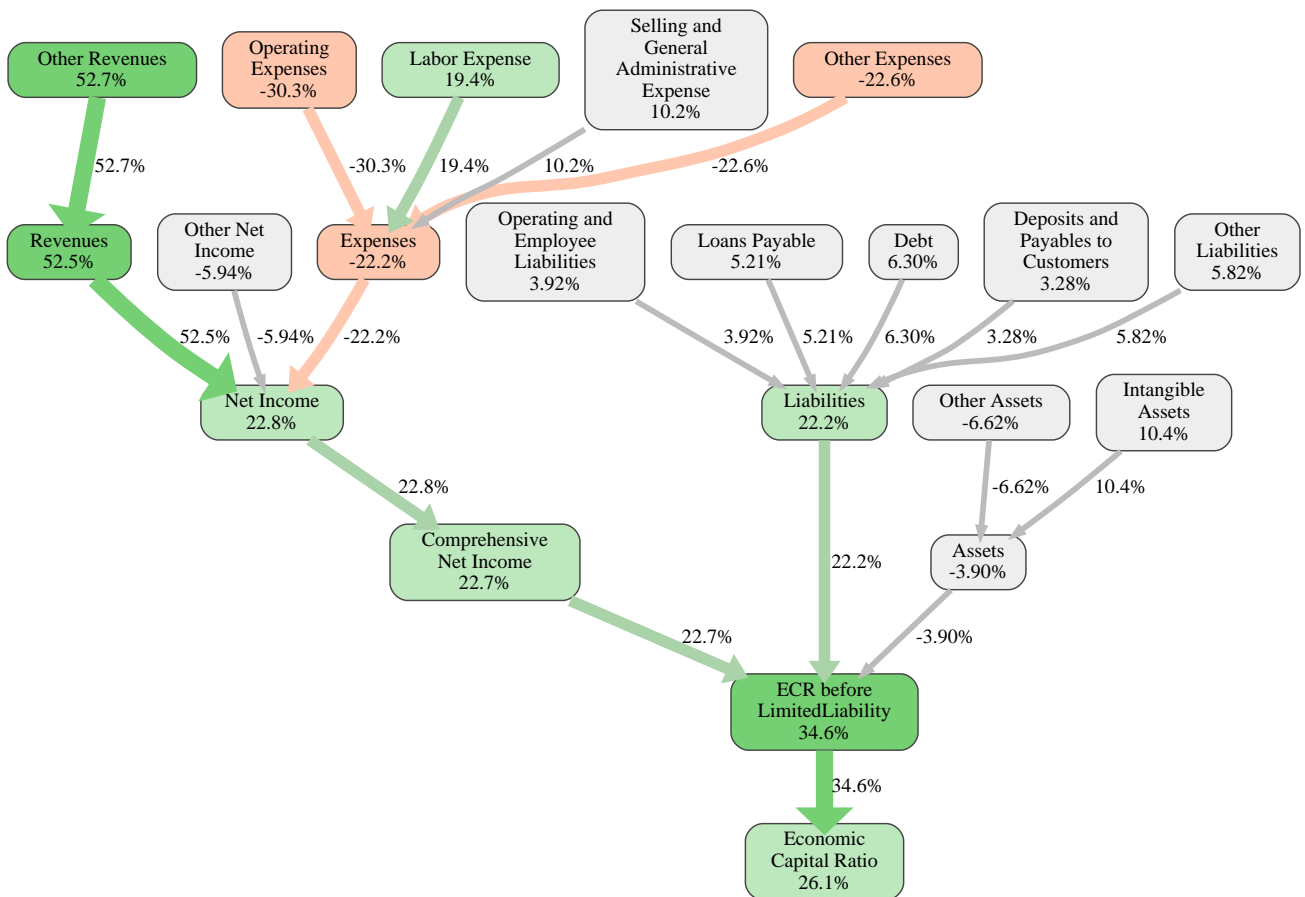 Other Revenues
52.7%
Operating
Expenses
-30.3%
Labor Expense
19.4%
Selling and
General
Administrative
Expense
10.2%
Other Expenses
-22.6%
52.7%
-30.3%
19.4%
10.2%
-22.6%
Revenues
52.5%
Other Net
Income
-5.94%
Expenses
-22.2%
Operating and
Employee
Liabilities
3.92%
Loans Payable
5.21%
Debt
6.30%
Deposits and
Payables to
Customers
3.28%
Other
Liabilities
5.82%
52.5%
-5.94%
-22.2%
3.92%
5.21%
6.30%
3.28%
5.82%
Net Income
22.8%
Liabilities
22.2%
Other Assets
-6.62%
Intangible
Assets
10.4%
22.8%
-6.62%
10.4%
Comprehensive
Net Income
22.7%
22.2%
Assets
-3.90%
22.7%
-3.90%
ECR before
LimitedLiability
34.6%
34.6%
Economic
Capital Ratio
26.1%